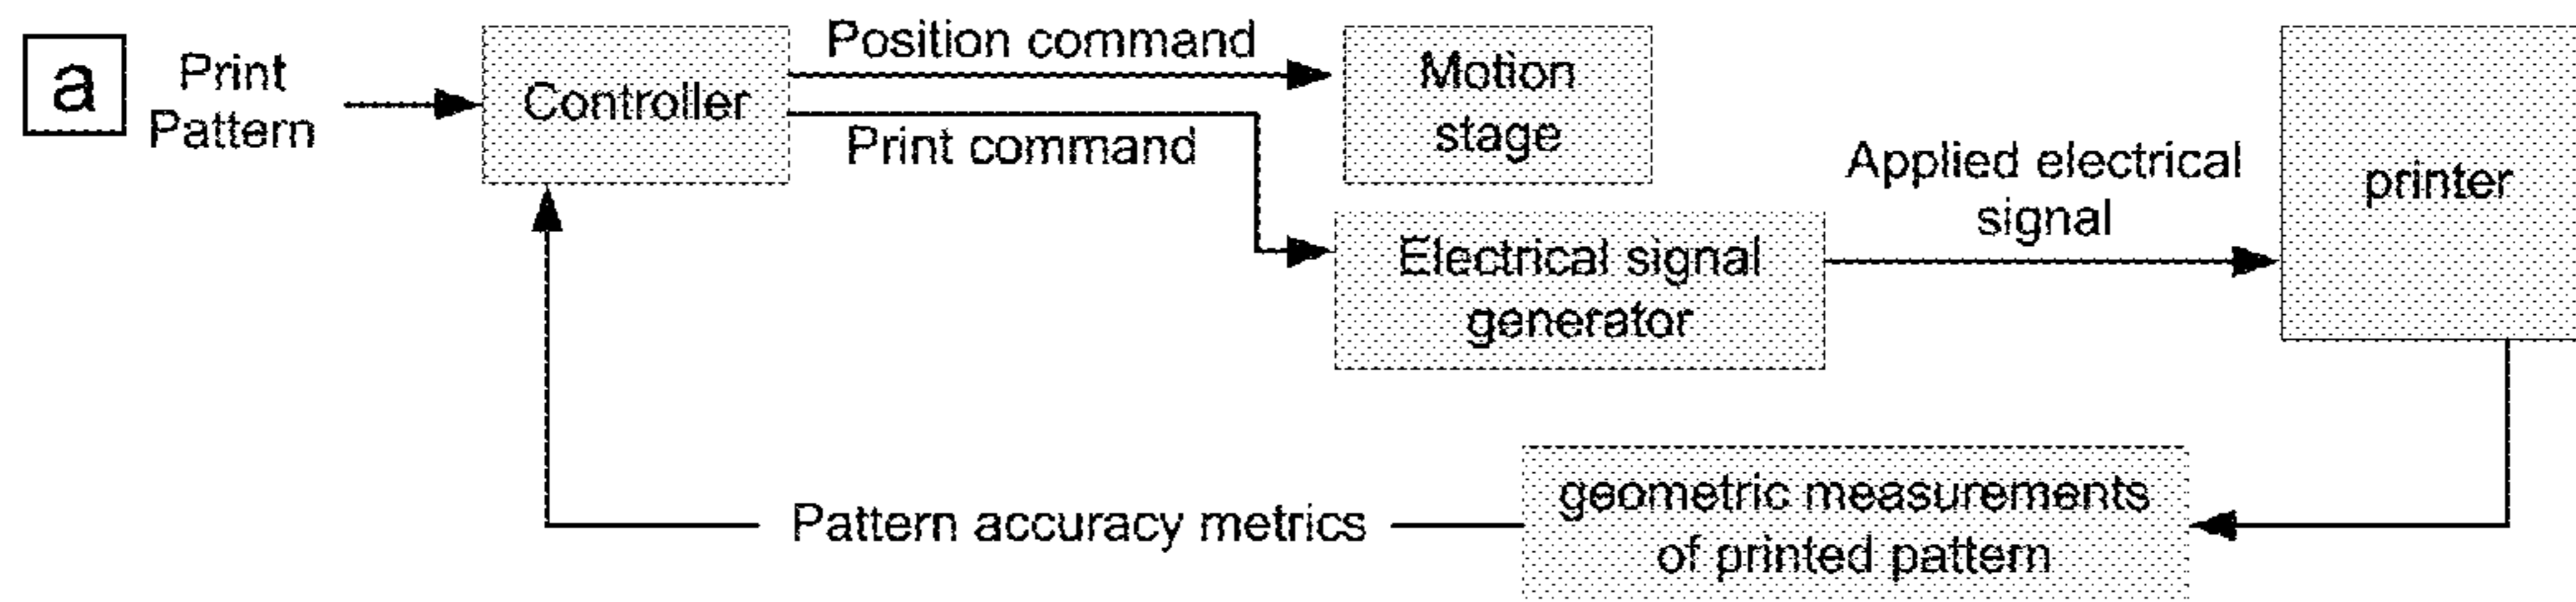 a
Print
Pattern
Controller
Position command
Print command
Motion
stage
Electrical signal
generator
Applied electrical
signal
printer
geometric measurements
of printed pattern
Pattern accuracy metrics